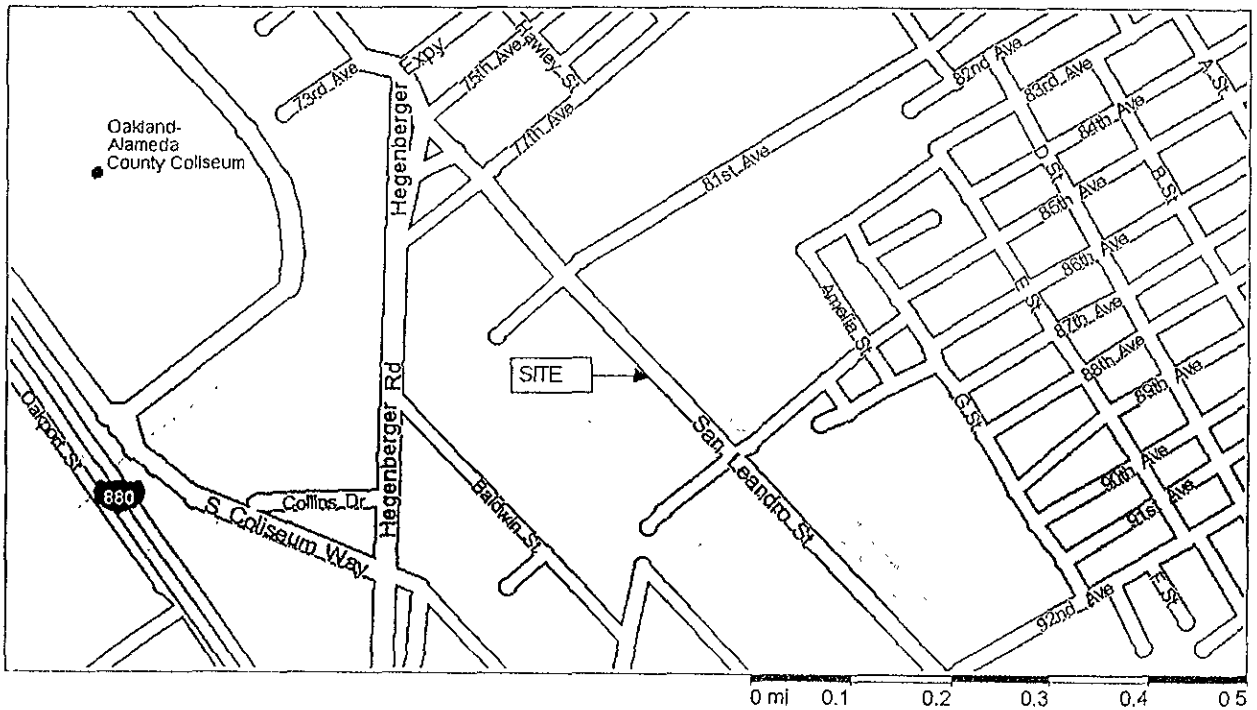 73rd Ave
Expy
75th Ave
Hawley St
77th Ave
Hegenberger
81st Ave
82nd Ave
83rd Ave
84th Ave
A St
Oakland-
Alameda
County Coliseum
D St
B St
85th Ave
86th Ave
E St
87th Ave
88th Ave
89th Ave
Amelia St
SITE
Hegenberger Rd
G St
San Leandro St
90th Ave
91st Ave
Oakport St
880
Collins Dr
S Coliseum Way
Baldwin St
E St
92nd Ave
0 mi 0.1 0.2 0.3 0.4 0 5